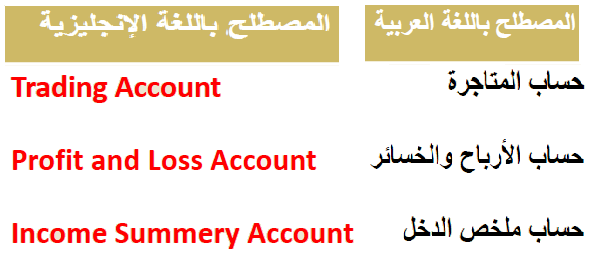 المصطلح باللغة العربية المصطلح باللغة الإنجليزية
حساب المتاجرة Trading Account
حساب الأرباح والخسائر Profit and Loss Account
حساب ملخص الدخل Income Summery Account